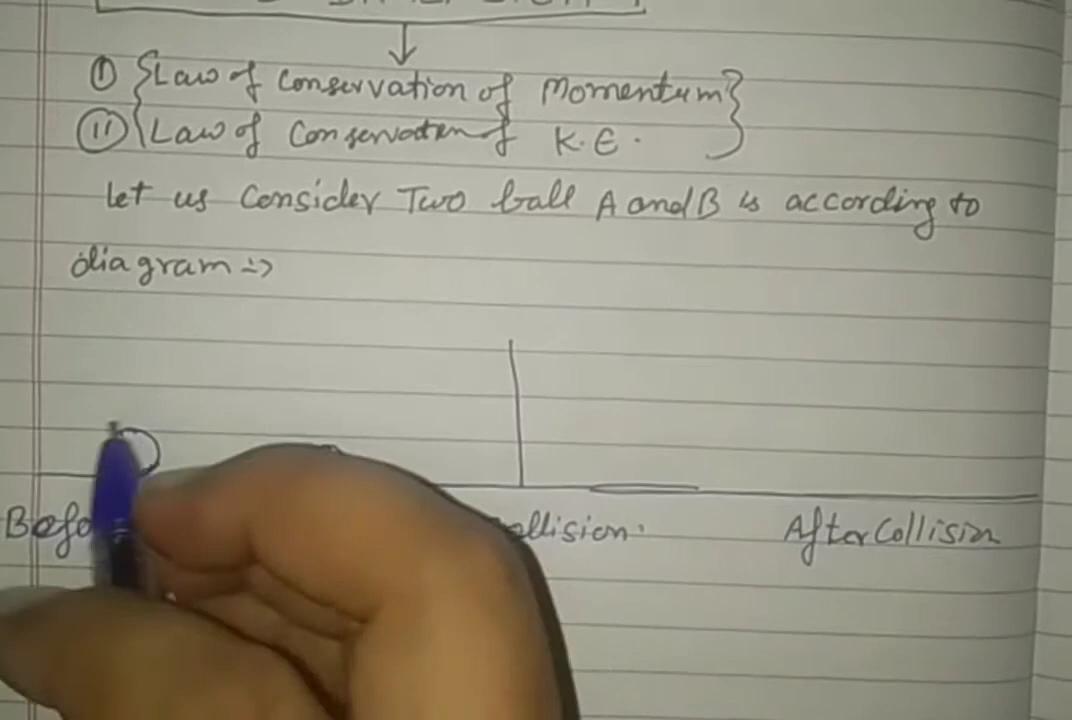 ① {Law of Conservation of Momentum}
(II) {Law of Conservation of K.E.}
Let us Consider Two ball A and B is according to
diagram :->
After Collision